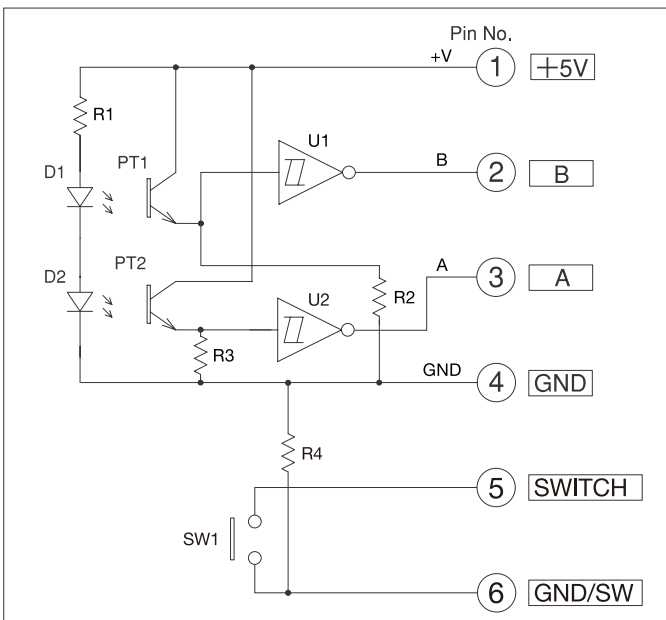 Pin No.
+V 1 +5V
R1
U1
D1 PT1 B 2 B
D2 PT2 A 3 A
U2 R2
R3
GND 4 GND
R4
5 SWITCH
SW1
6 GND/SW